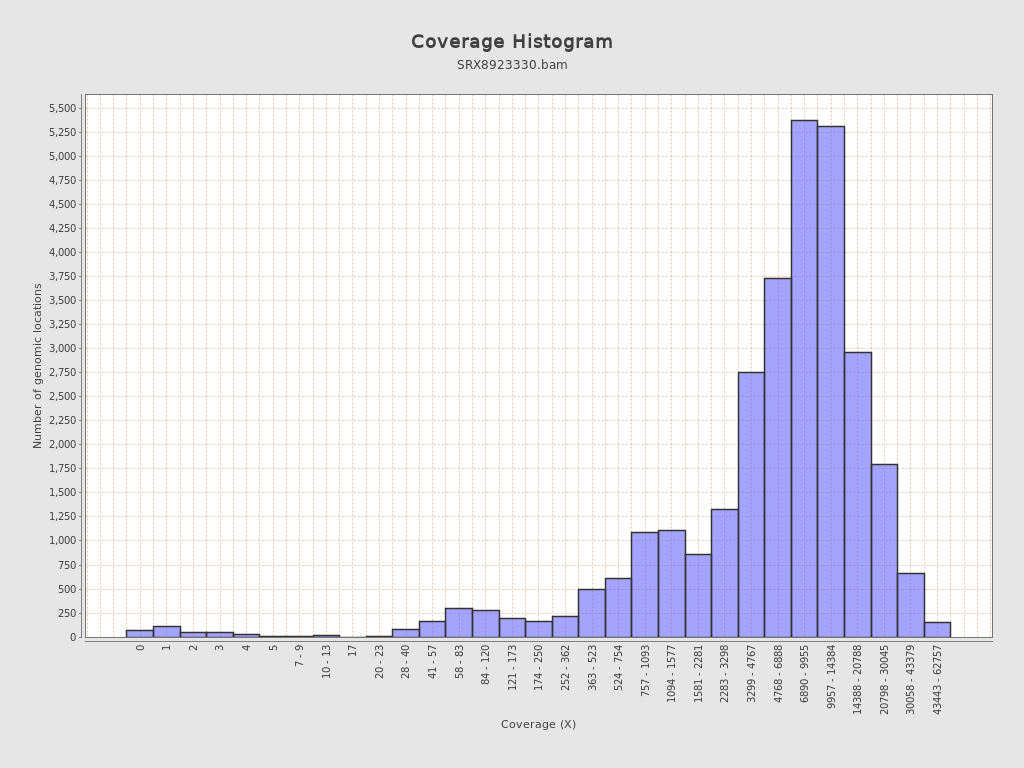 Coverage Histogram
SRX8923330.bam
Number of genomic locations
5,500
5,250
5,000
4,750
4,500
4,250
4,000
3,750
3,500
3,250
3,000
2,750
2,500
2,250
2,000
1,750
1,500
1,250
1,000
750
500
250
0
0
1
2
3
4
5
7 - 9
10 - 13
17
20 - 23
28 - 40
41 - 57
58 - 83
84 - 120
121 - 173
174 - 250
252 - 362
363 - 523
524 - 754
757 - 1093
1094 - 1577
1581 - 2281
2283 - 3298
3299 - 4767
4768 - 6888
6890 - 9955
9957 - 14384
14388 - 20788
20798 - 30045
30058 - 43379
43443 - 62757
Coverage (X)